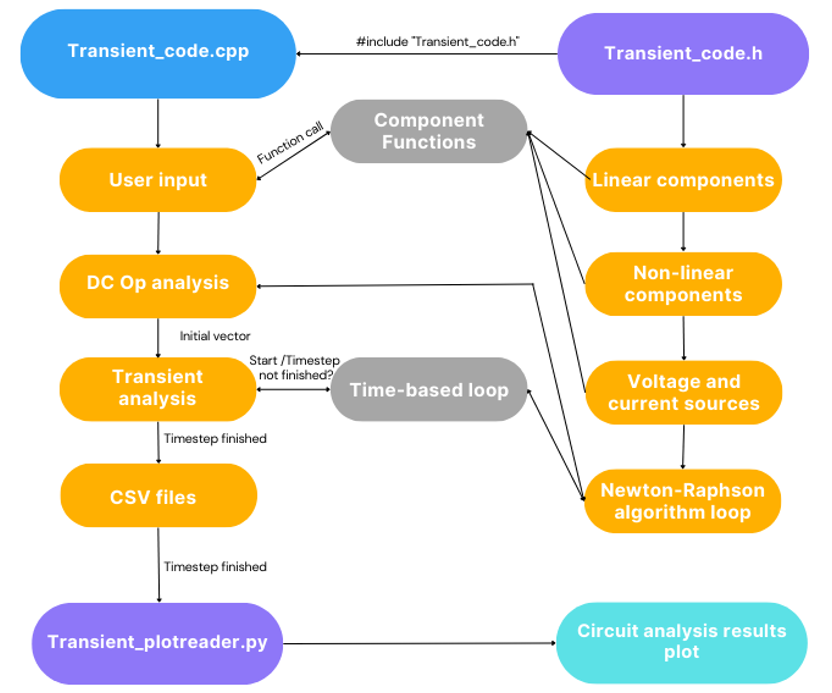 Transient_code.cpp
#include "Transient_code.h"
Transient_code.h
Component
Functions
Function call
User input
Linear components
DC Op analysis
Non-linear
components
Initial vector
Transient
analysis
Start /Timestep
not finished?
Time-based loop
Voltage and
current sources
Timestep finished
CSV files
Newton-Raphson
algorithm loop
Timestep finished
Transient_plotreader.py
Circuit analysis results
plot